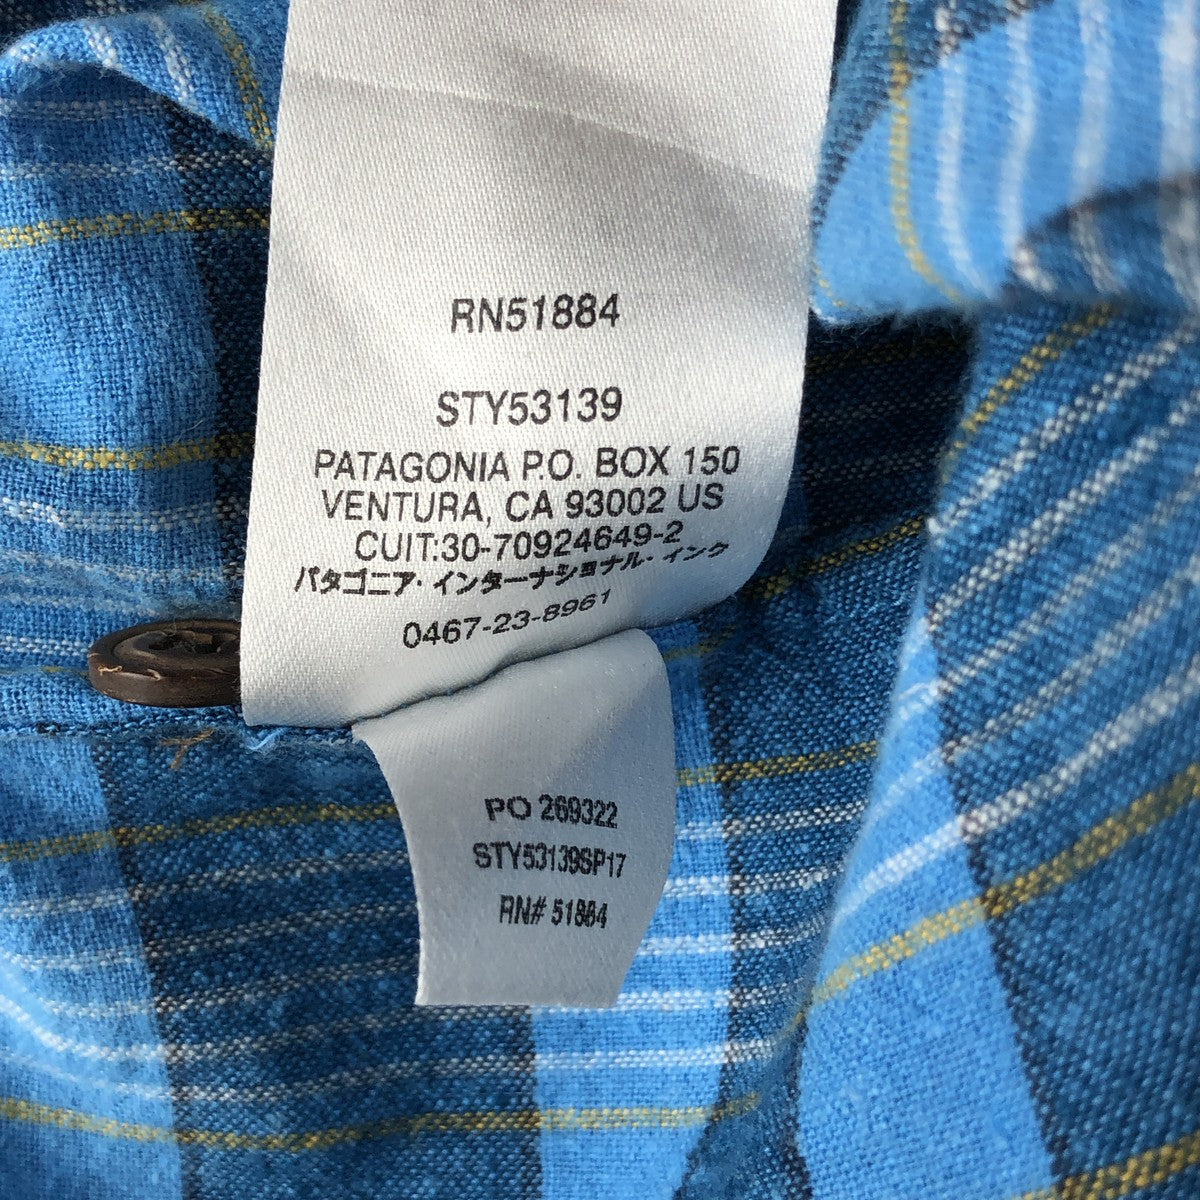 RN51884
STY53139
PATAGONIA P.O. BOX 150
VENTURA, CA 93002 US
CUIT:30-70924649-2
パタゴニア・インターナショナル・インク
0467-23-8961
PO 269322
STY53139SP17
RN# 51884